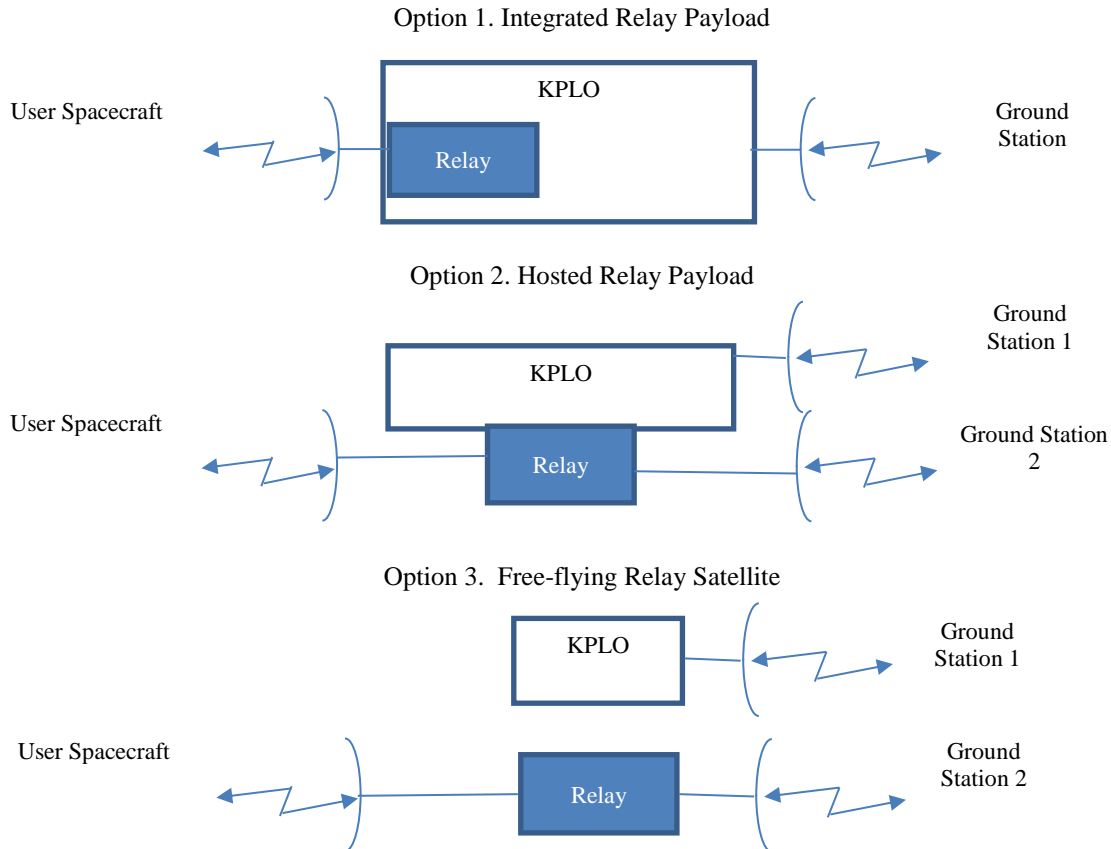 Option 1. Integrated Relay Payload
KPLO
User Spacecraft
Ground
Station
Relay
Option 2. Hosted Relay Payload
Ground
Station 1
KPLO
User Spacecraft
Ground Station
2
Relay
Option 3. Free-flying Relay Satellite
KPLO
Ground
Station 1
User Spacecraft
Relay
Ground
Station 2